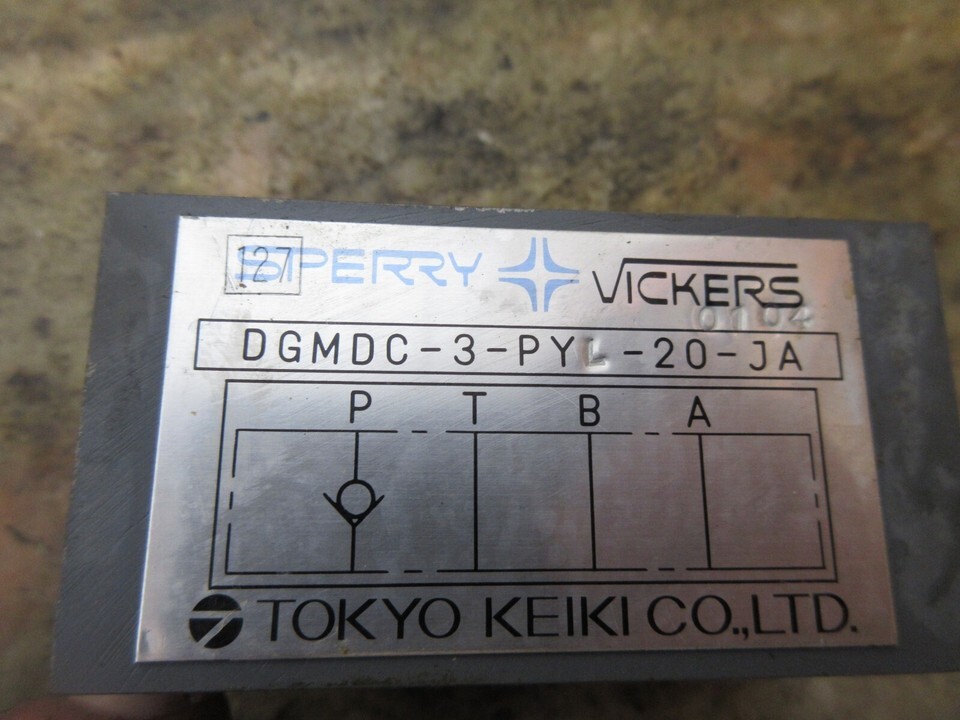 127 SPERRY VICKERS
0104
DGMDC-3-PYL-20-JA
P T B A
TOKYO KEIKI CO.,LTD.